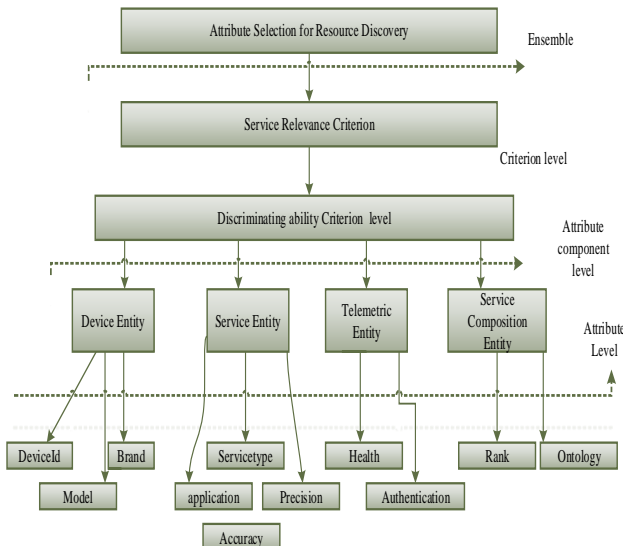 Attribute Selection for Resource Discovery
Ensemble
Service Relevance Criterion
Criterion level
Discriminating ability Criterion level
Attribute
component
level
Device Entity
Service Entity
Telemetric
Entity
Service
Composition
Entity
Attribute
Level
DeviceId
Brand
Servicetype
Health
Rank
Ontology
Model
application
Precision
Authentication
Accuracy